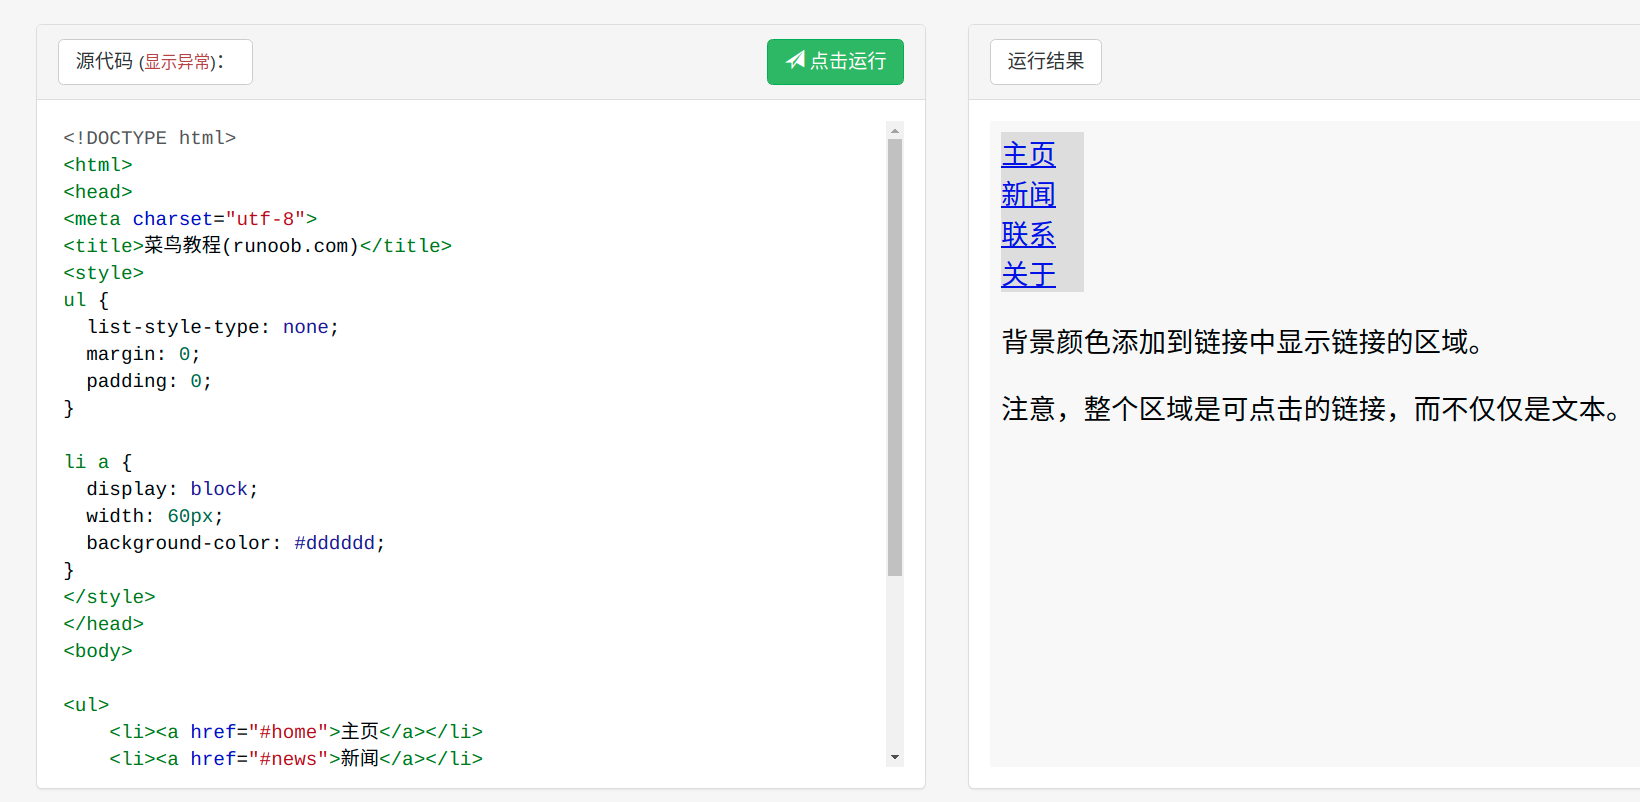 源代码 (显示异常)：
点击运行
<!DOCTYPE html>
<html>
<head>
<meta charset="utf-8">
<title>菜鸟教程(runoob.com)</title>
<style>
ul {
  list-style-type: none;
  margin: 0;
  padding: 0;
}
li a {
  display: block;
  width: 60px;
  background-color: #dddddd;
}
</style>
</head>
<body>
<ul>
    <li><a href="#home">主页</a></li>
    <li><a href="#news">新闻</a></li>
运行结果
主页
新闻
联系
关于
背景颜色添加到链接中显示链接的区域。
注意，整个区域是可点击的链接，而不仅仅是文本。